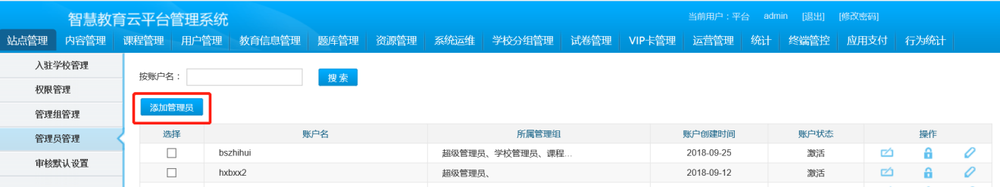 智慧教育云平台管理系统
当前用户：平台 admin [退出] [修改密码]
站点管理 内容管理 课程管理 用户管理 教育信息管理 题库管理 资源管理 系统运维 学校分组管理 试卷管理 VIP卡管理 运营管理 统计 终端管控 应用支付 行为统计
入驻学校管理
权限管理
管理组管理
管理员管理
审核默认设置
按账户名： 搜 索
添加管理员
选择 账户名 所属管理组 账户创建时间 账户状态 操作
bszhihui 超级管理员、学校管理员、课程... 2018-09-25 激活
hxbxx2 超级管理员、 2018-09-12 激活